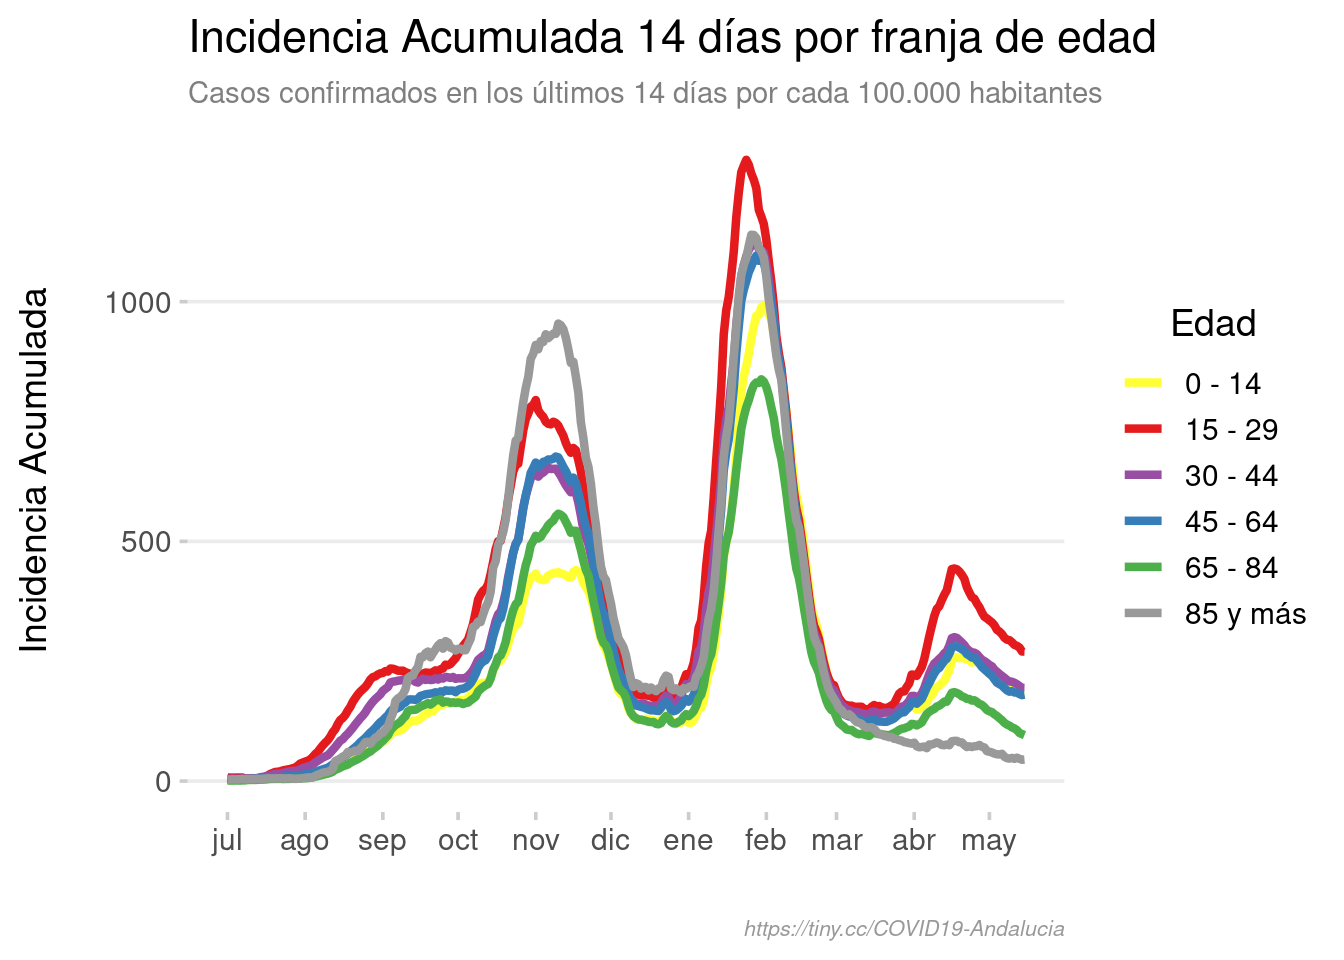 Incidencia Acumulada 14 días por franja de edad
Casos confirmados en los últimos 14 días por cada 100.000 habitantes
Incidencia Acumulada
1000
500
0
jul ago sep oct nov dic ene feb mar abr may
Edad
0 - 14
15 - 29
30 - 44
45 - 64
65 - 84
85 y más
https://tiny.cc/COVID19-Andalucia